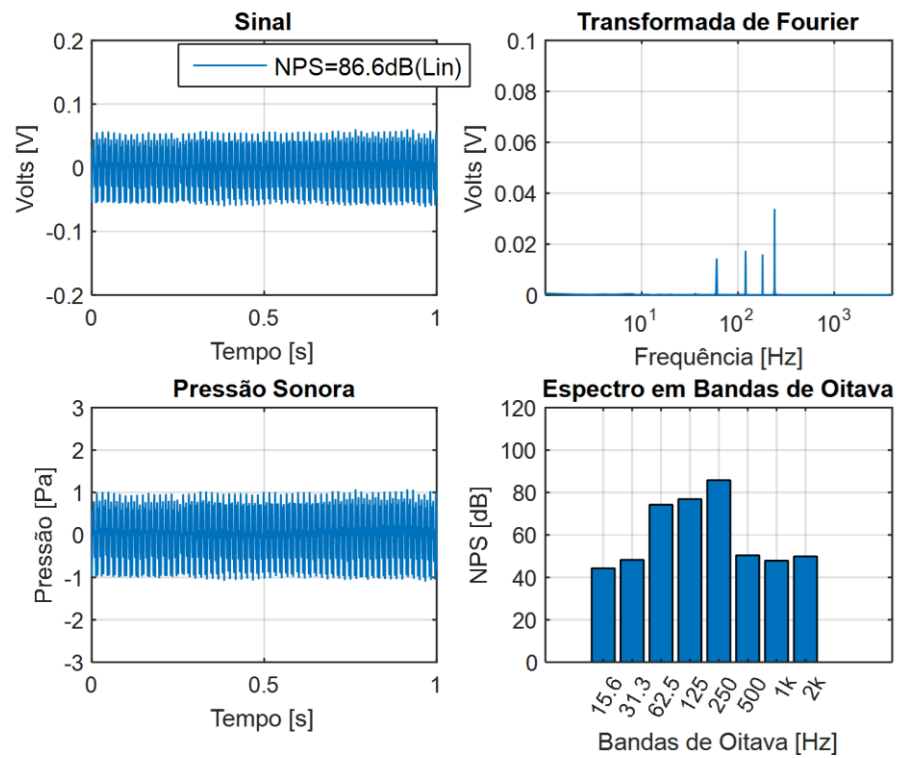 Sinal
0.2
0.1
0
-0.1
-0.2
Volts [V]
NPS=86.6dB(Lin)
0
0.5
1
Tempo [s]
Transformada de Fourier
0.1
0.08
0.06
0.04
0.02
0
Volts [V]
10^1
10^2
10^3
Frequência [Hz]
Pressão Sonora
3
2
1
0
-1
-2
-3
Pressão [Pa]
0
0.5
1
Tempo [s]
Espectro em Bandas de Oitava
120
100
80
60
40
20
0
NPS [dB]
15.6
31.3
62.5
125
250
500
1k
2k
Bandas de Oitava [Hz]